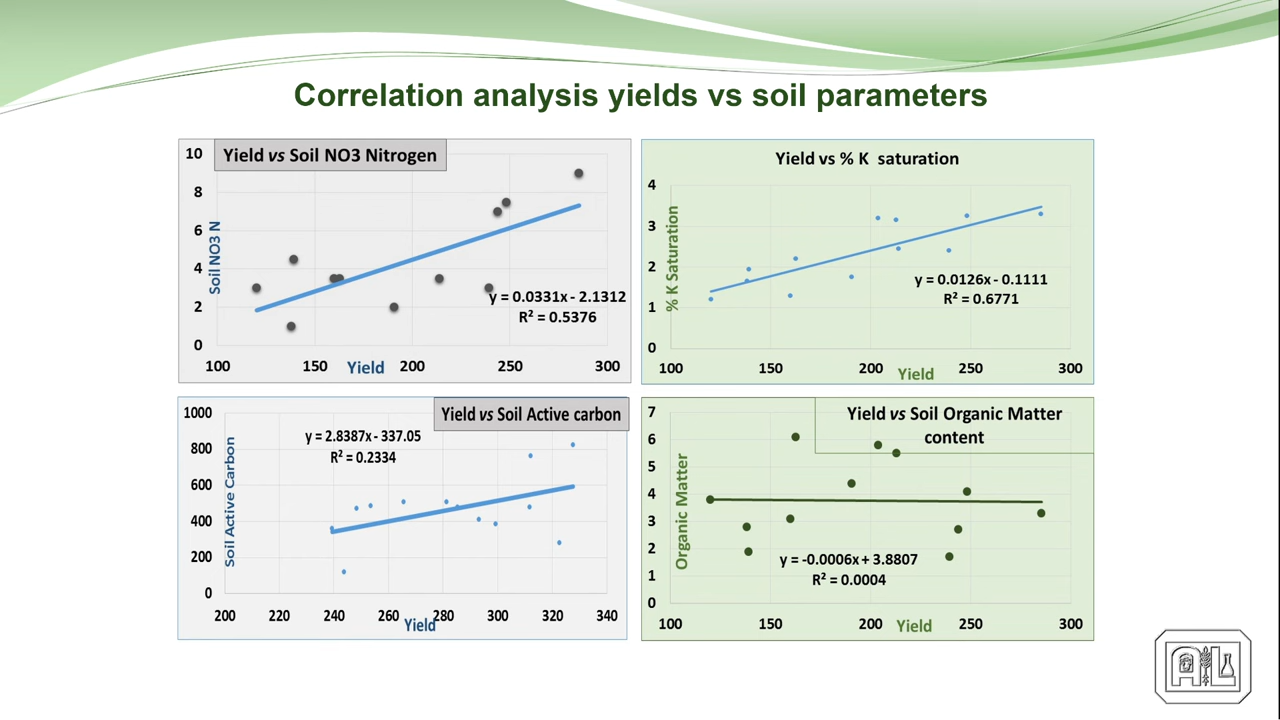 Correlation analysis yields vs soil parameters
Yield vs Soil NO3 Nitrogen
10
8
6
4
2
0
Soil NO3 N
y = 0.0331x - 2.1312
R² = 0.5376
100 150 200 250 300
Yield
Yield vs % K saturation
4
3
2
1
0
% K Saturation
y = 0.0126x - 0.1111
R² = 0.6771
100 150 200 250 300
Yield
Yield vs Soil Active carbon
1000
800
600
400
200
0
Soil Active Carbon
y = 2.8387x - 337.05
R² = 0.2334
200 220 240 260 280 300 320 340
Yield
Yield vs Soil Organic Matter
content
7
6
5
4
3
2
1
0
Organic Matter
y = -0.0006x + 3.8807
R² = 0.0004
100 150 200 250 300
Yield
AL